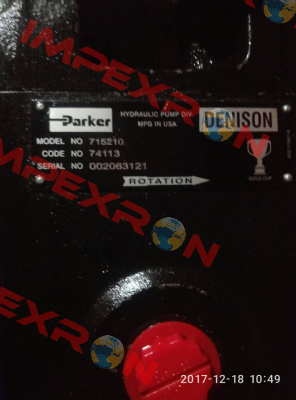 IMPEXRON
Parker
HYDRAULIC PUMP DIV.
MFG IN USA
DENISON
MODEL NO 715210
CODE NO 74113
SERIAL NO 002063121
GOLD CUP
ROTATION
IMPEXRON
2017-12-18 10:49